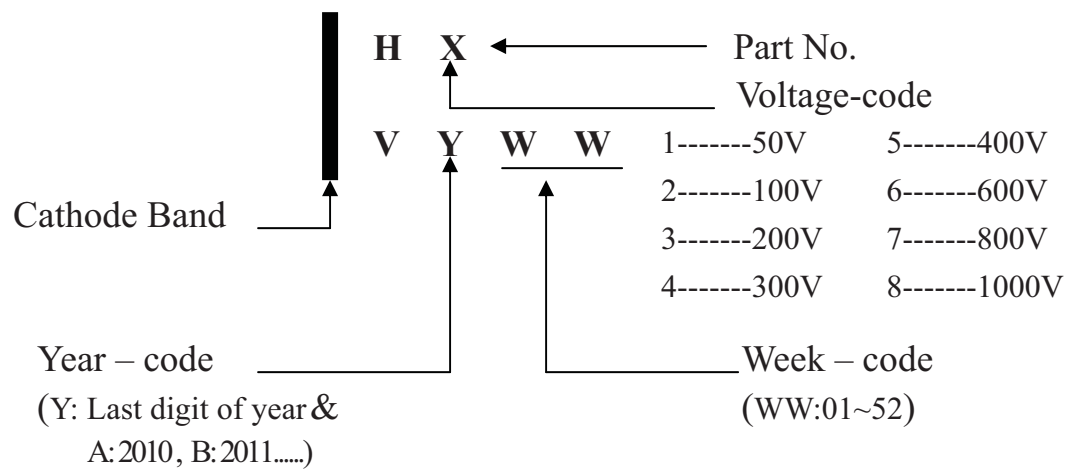 H X Part No.
Voltage-code
V Y W W 1-------50V 5-------400V
2-------100V 6-------600V
Cathode Band
3-------200V 7-------800V
4-------300V 8-------1000V
Year – code Week – code
(Y: Last digit of year & (WW:01~52)
A:2010, B:2011......)